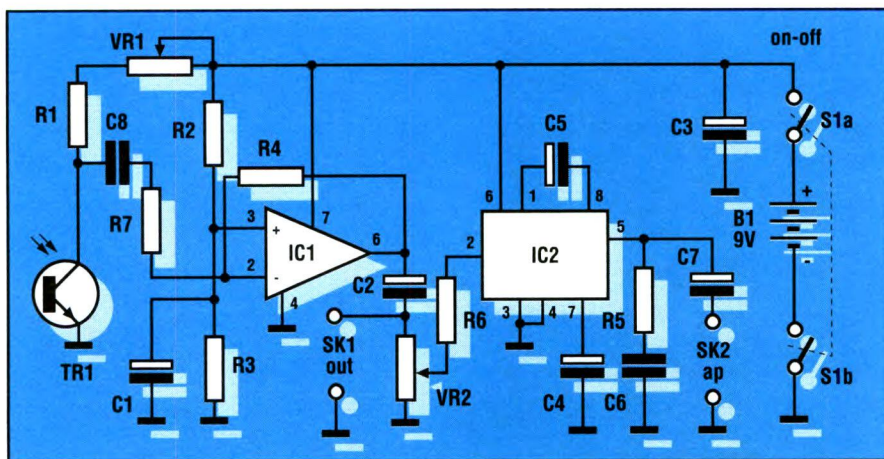 on-off
VR1
R1
C8
R2
R4
C5
C3
S1a
R7
3
+
IC1
7
6
2
-
4
6
1
8
2
IC2
5
3
4
7
+
B1
9V
-
C2
R6
R5
C7
TR1
C1
R3
SK1
out
VR2
C4
C6
SK2
ap
S1b